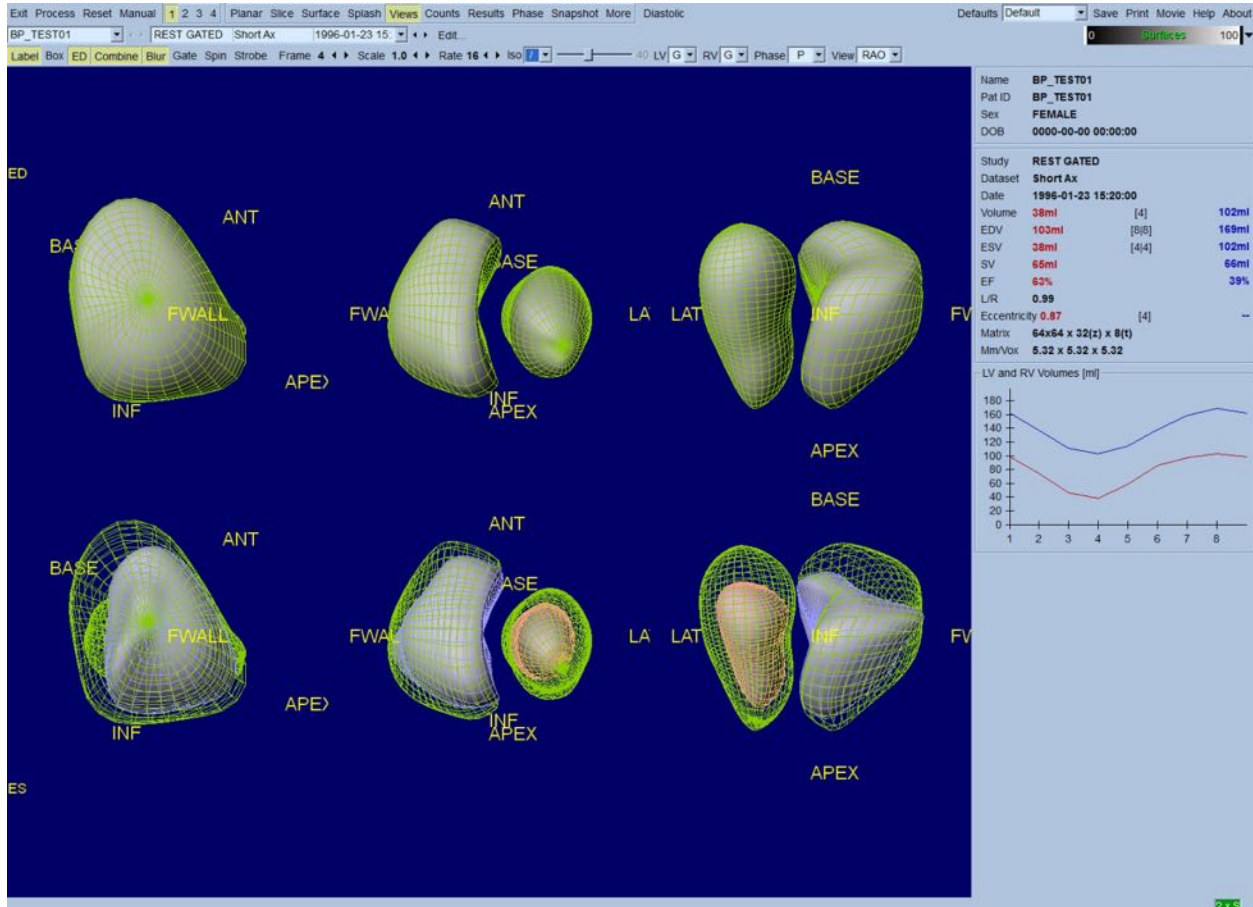 Exit Process Reset Manual 1 2 3 4 Planar Slice Surface Splash Views Counts Results Phase Snapshot More Diastolic Defaults Default Save Print Movie Help About
BP_TEST01 REST GATED Short Ax 1996-01-23 15: Edit... 0 Surfaces 100
Label Box ED Combine Blur Gate Spin Strobe Frame 4 Scale 1.0 Rate 16 Iso 40 LV G RV G Phase P View RAO
Name BP_TEST01
Pat ID BP_TEST01
Sex FEMALE
DOB 0000-00-00 00:00:00
Study REST GATED
Dataset Short Ax
Date 1996-01-23 15:20:00
Volume 38ml [4] 102ml
EDV 103ml [8|8] 169ml
ESV 38ml [4|4] 102ml
SV 65ml 66ml
EF 63% 39%
L/R 0.99
Eccentricity 0.87 [4] --
Matrix 64x64 x 32(z) x 8(t)
Mm/Vox 5.32 x 5.32 x 5.32
LV and RV Volumes [ml]
180
160
140
120
100
80
60
40
20
0
1 2 3 4 5 6 7 8
ED
ANT
BAS
FWALL
APEX
INF
ANT
BASE
FWA
LA
INF
APEX
BASE
LAT
INF
FW
APEX
ANT
BASE
FWALL
APEX
INF
ANT
BASE
FWAL
LA
INF
APEX
BASE
LAT
INF
FW
APEX
ES